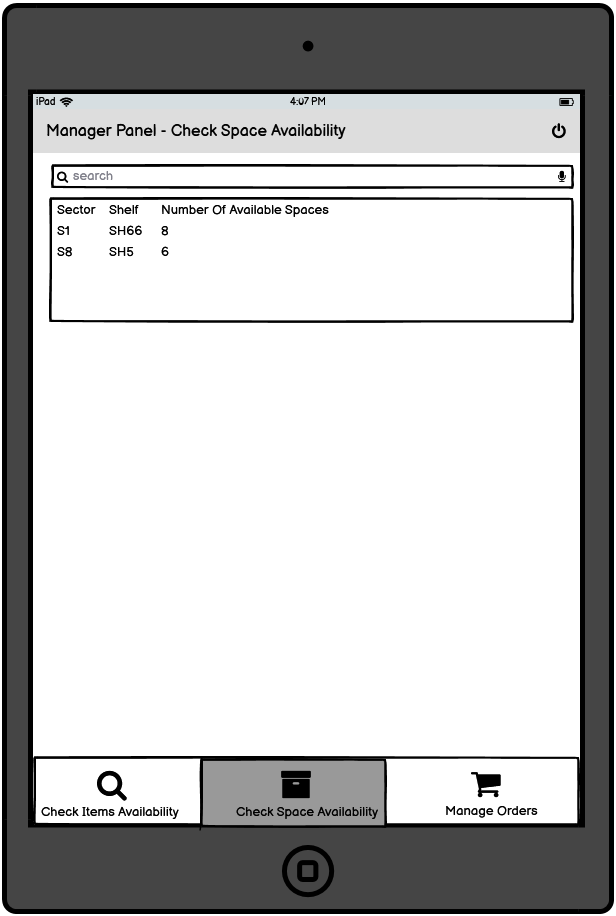 iPad 4:07 PM
Manager Panel - Check Space Availability
search
Sector Shelf Number Of Available Spaces
S1 SH66 8
S8 SH5 6
Check Items Availability Check Space Availability Manage Orders